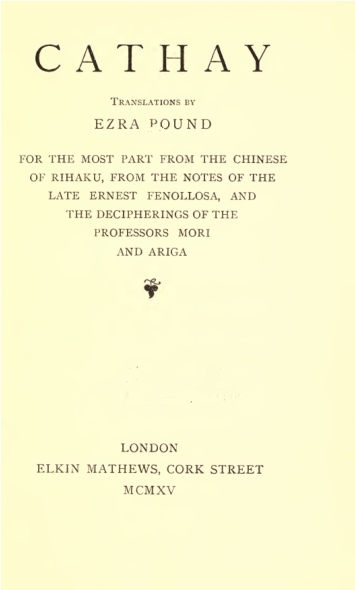 CATHAY
TRANSLATIONS BY
EZRA POUND
FOR THE MOST PART FROM THE CHINESE
OF RIHAKU, FROM THE NOTES OF THE
LATE ERNEST FENOLLOSA, AND
THE DECIPHERINGS OF THE
PROFESSORS MORI
AND ARIGA
LONDON
ELKIN MATHEWS, CORK STREET
MCMXV